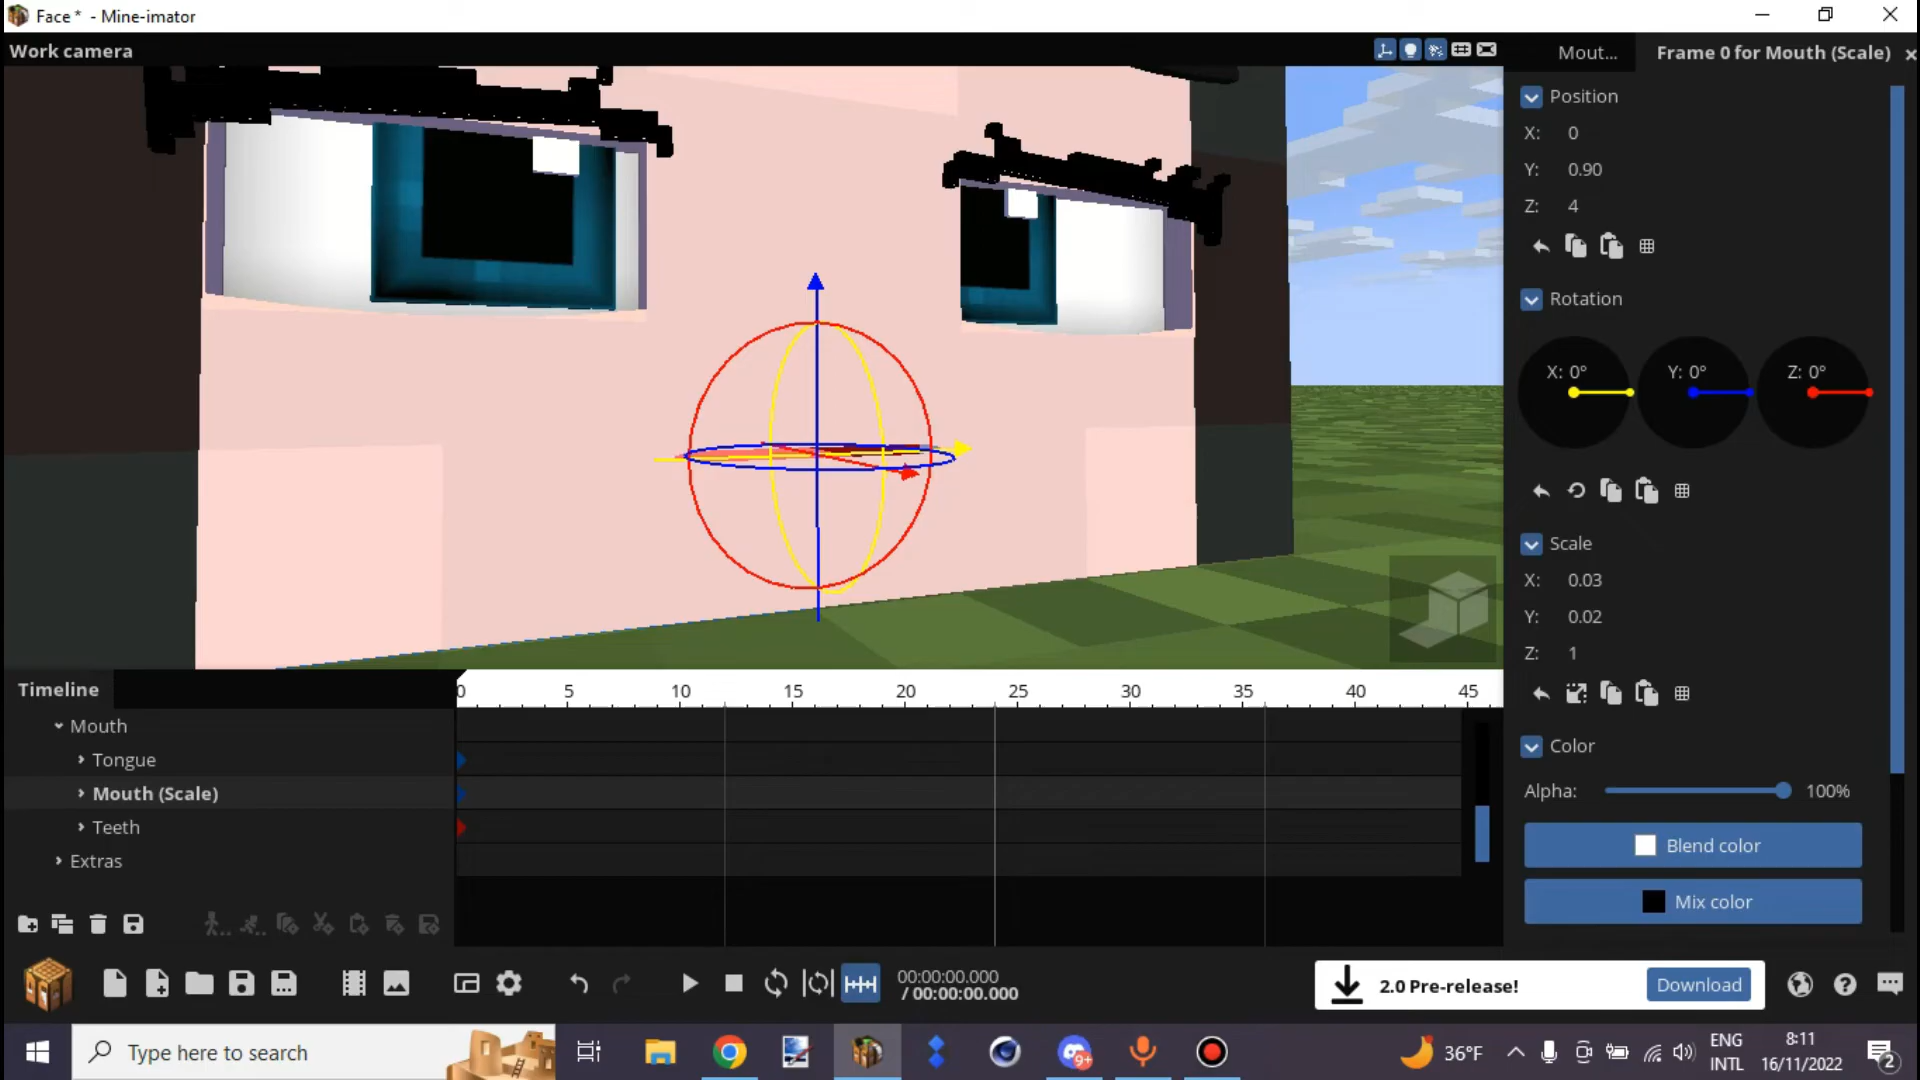 Face * - Mine-imator
Work camera
Mout...
Frame 0 for Mouth (Scale)
Position
X: 0
Y: 0.90
Z: 4
Rotation
X: 0°
Y: 0°
Z: 0°
Scale
X: 0.03
Y: 0.02
Z: 1
Color
Alpha: 100%
Blend color
Mix color
Timeline
0 5 10 15 20 25 30 35 40 45
Mouth
Tongue
Mouth (Scale)
Teeth
Extras
00:00:00.000
/ 00:00:00.000
2.0 Pre-release!
Download
Type here to search
9+
36°F
ENG
INTL
8:11
16/11/2022
2